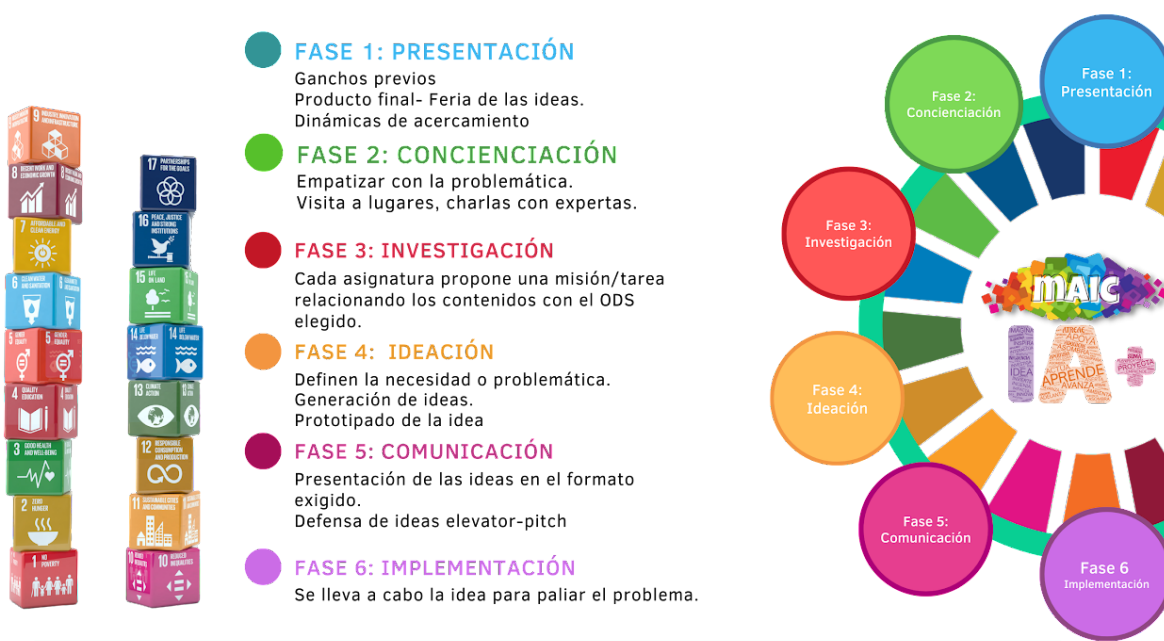 9 INDUSTRY, INNOVATION
AND INFRASTRUCTURE
8 DECENT WORK AND
ECONOMIC GROWTH
7 AFFORDABLE AND
CLEAN ENERGY
6 CLEAN WATER
AND SANITATION
5 GENDER
EQUALITY
4 QUALITY
EDUCATION
3 GOOD HEALTH
AND WELL-BEING
2 ZERO
HUNGER
1 NO
POVERTY
17 PARTNERSHIPS
FOR THE GOALS
16 PEACE, JUSTICE
AND STRONG
INSTITUTIONS
15 LIFE
ON LAND
14 LIFE
BELOW WATER
13 CLIMATE
ACTION
12 RESPONSIBLE
CONSUMPTION
AND PRODUCTION
11 SUSTAINABLE CITIES
AND COMMUNITIES
10 REDUCED
INEQUALITIES
FASE 1: PRESENTACIÓN
Ganchos previos
Producto final- Feria de las ideas.
Dinámicas de acercamiento
FASE 2: CONCIENCIACIÓN
Empatizar con la problemática.
Visita a lugares, charlas con expertas.
FASE 3: INVESTIGACIÓN
Cada asignatura propone una misión/tarea
relacionando los contenidos con el ODS
elegido.
FASE 4: IDEACIÓN
Definen la necesidad o problemática.
Generación de ideas.
Prototipado de la idea
FASE 5: COMUNICACIÓN
Presentación de las ideas en el formato
exigido.
Defensa de ideas elevator-pitch
FASE 6: IMPLEMENTACIÓN
Se lleva a cabo la idea para paliar el problema.
Fase 1:
Presentación
Fase 2:
Concienciación
Fase 3:
Investigación
Fase 4:
Ideación
Fase 5:
Comunicación
Fase 6
Implementación
MAIC
IA+
IDEA
APOYA
APRENDE
AVANZA
PROYECTA